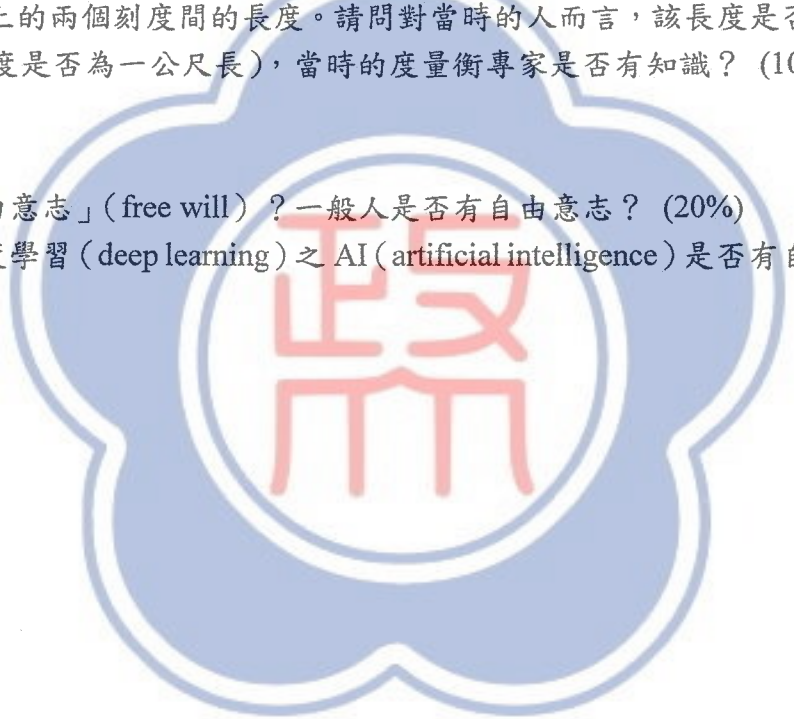 上的兩個刻度間的長度。請問對當時的人而言，該長度是否
度是否為一公尺長)，當時的度量衡專家是否有知識？ (10
意志」(free will) ？一般人是否有自由意志？ (20%)
學習 (deep learning) 之 AI (artificial intelligence) 是否有自
政大